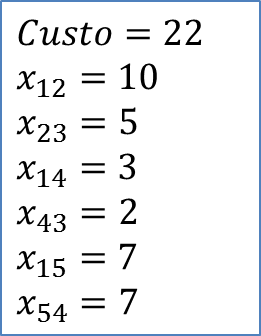 Custo = 22
x₁₂ = 10
x₂₃ = 5
x₁₄ = 3
x₄₃ = 2
x₁₅ = 7
x₅₄ = 7